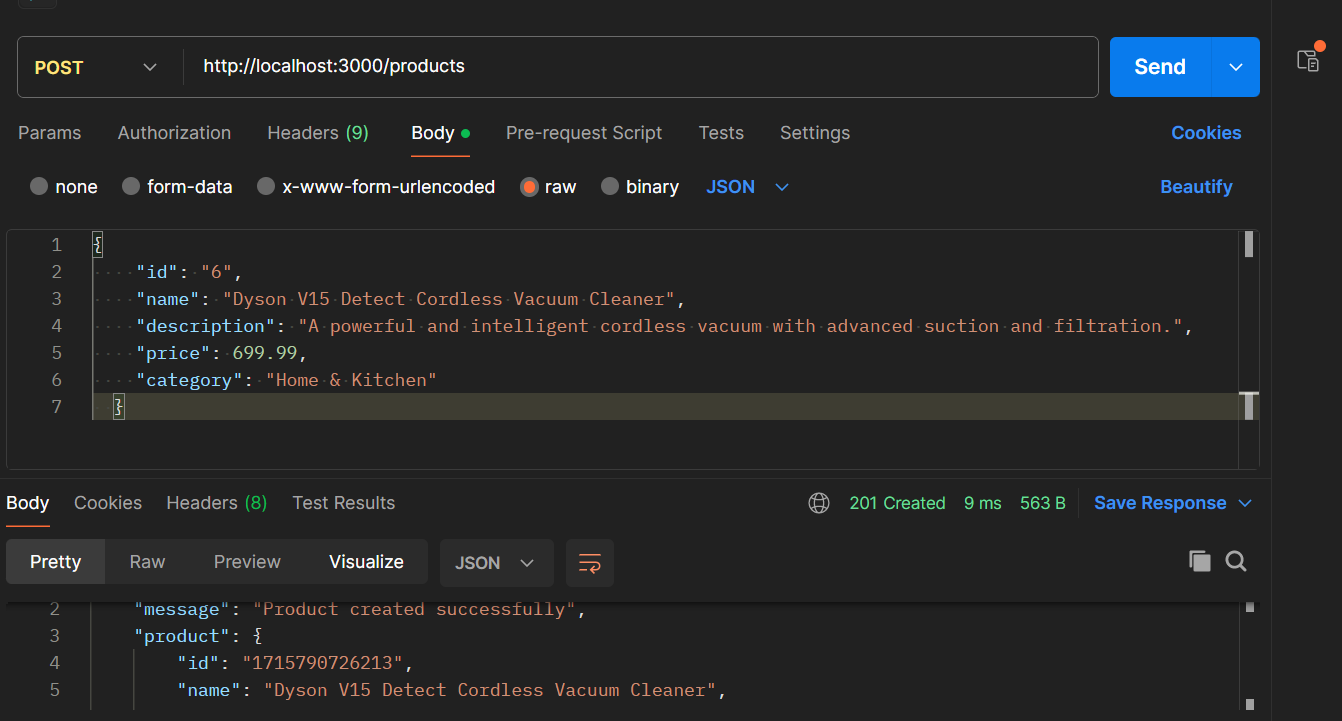 POST http://localhost:3000/products Send
Params Authorization Headers (9) Body Pre-request Script Tests Settings Cookies
none form-data x-www-form-urlencoded raw binary JSON Beautify
1 {
2 "id": "6",
3 "name": "Dyson V15 Detect Cordless Vacuum Cleaner",
4 "description": "A powerful and intelligent cordless vacuum with advanced suction and filtration.",
5 "price": 699.99,
6 "category": "Home & Kitchen"
7 }
Body Cookies Headers (8) Test Results 201 Created 9 ms 563 B Save Response
Pretty Raw Preview Visualize JSON
2 "message": "Product created successfully",
3 "product": {
4 "id": "1715790726213",
5 "name": "Dyson V15 Detect Cordless Vacuum Cleaner",